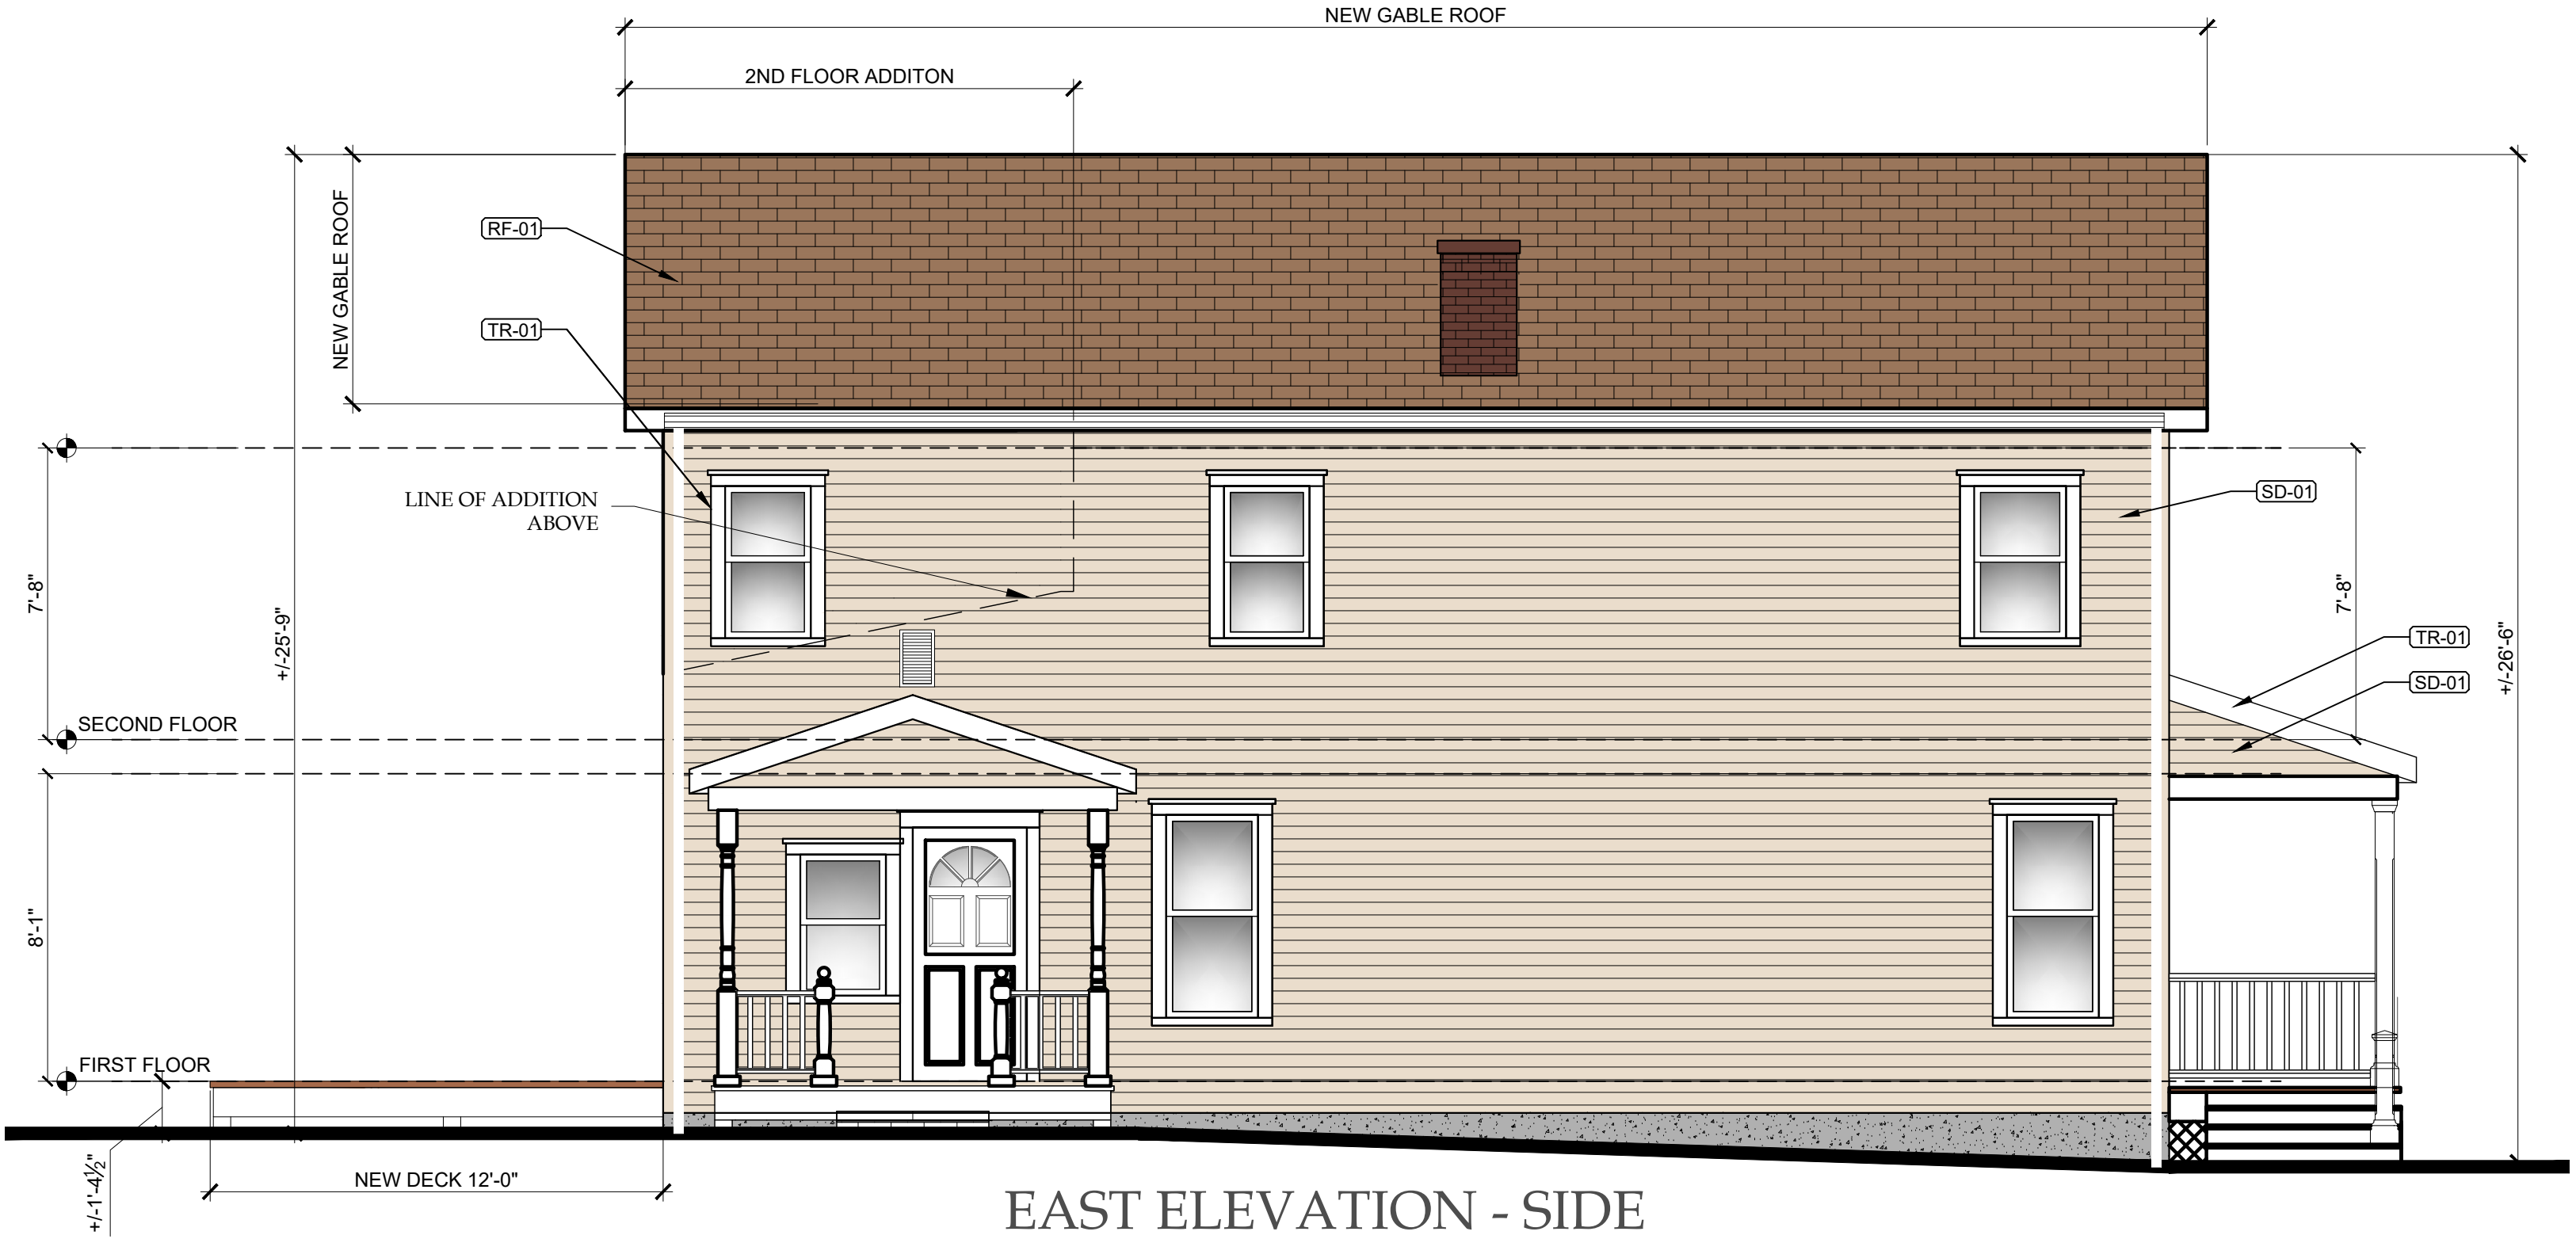 NEW GABLE ROOF
2ND FLOOR ADDITON
NEW GABLE ROOF
RF-01
TR-01
LINE OF ADDITION
ABOVE
SD-01
7'-8"
+/-25'-9"
7'-8"
+/-26'-6"
TR-01
SD-01
SECOND FLOOR
8'-1"
FIRST FLOOR
+/-1'-4½"
NEW DECK 12'-0"
EAST ELEVATION - SIDE